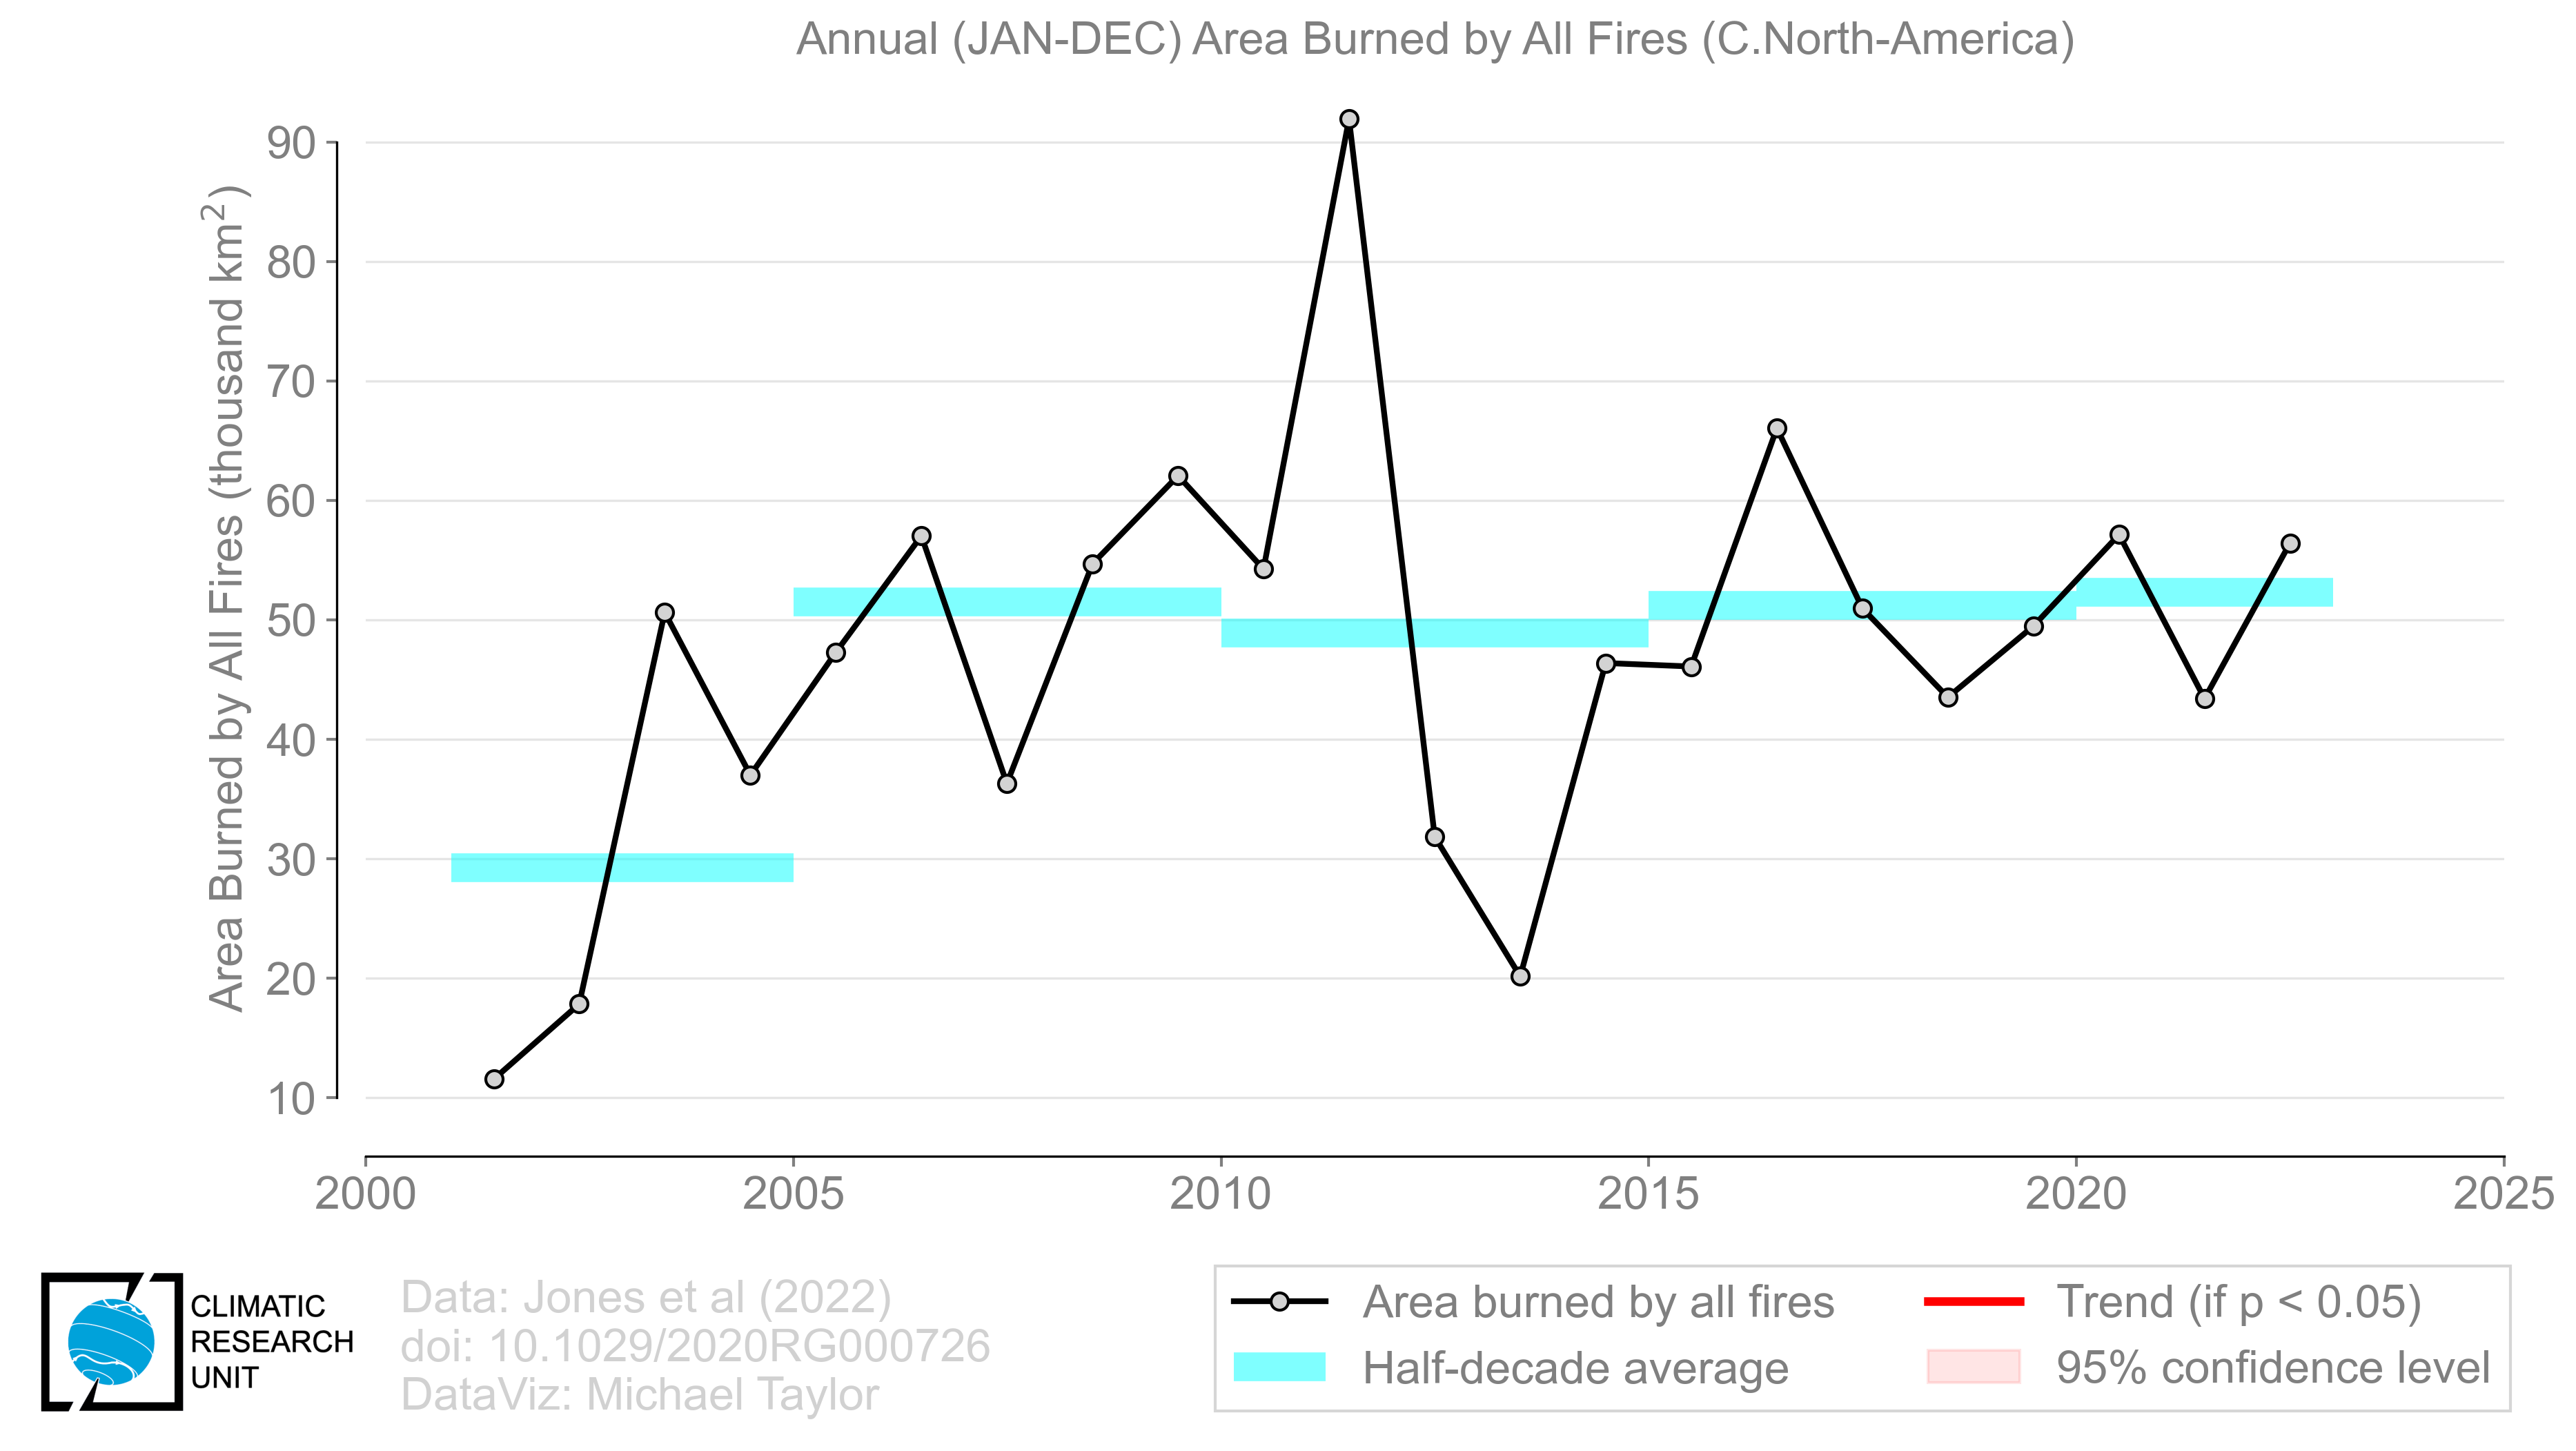 Annual (JAN-DEC) Area Burned by All Fires (C.North-America)
Area Burned by All Fires (thousand km²)
90
80
70
60
50
40
30
20
10
2000 2005 2010 2015 2020 2025
CLIMATIC
RESEARCH
UNIT
Data: Jones et al (2022)
doi: 10.1029/2020RG000726
DataViz: Michael Taylor
Area burned by all fires
Half-decade average
Trend (if p < 0.05)
95% confidence level